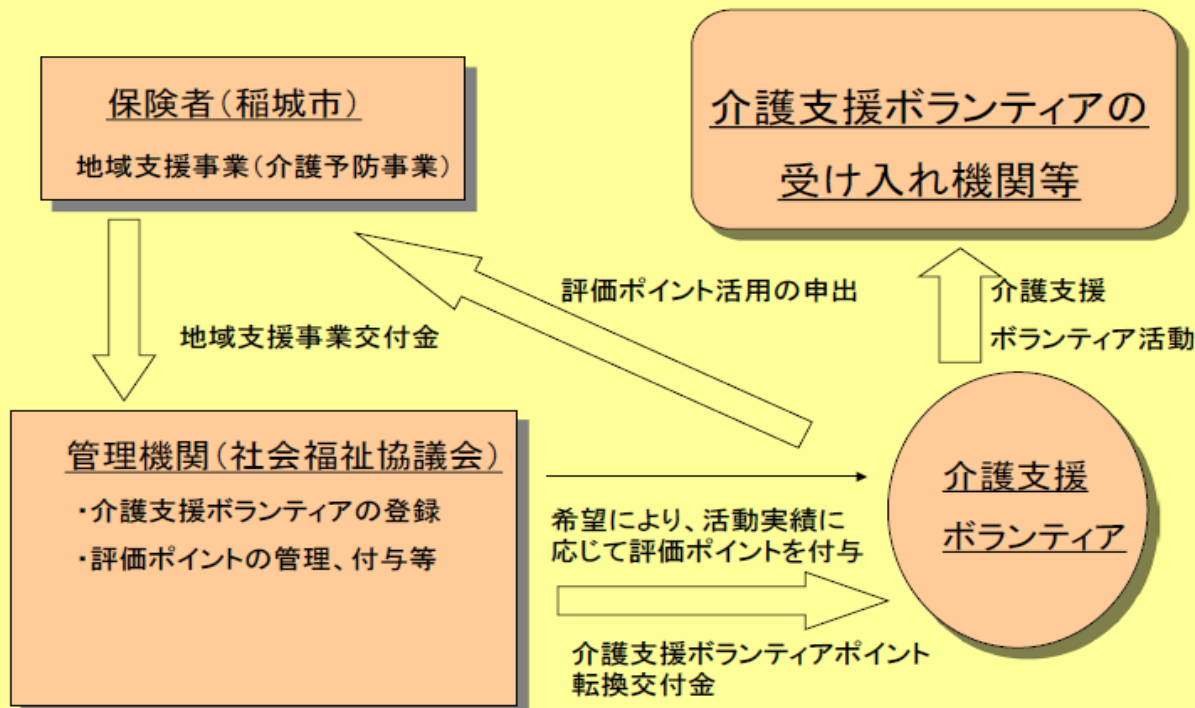 保険者(稲城市)
地域支援事業(介護予防事業)
介護支援ボランティアの
受け入れ機関等
評価ポイント活用の申出
介護支援
ボランティア活動
地域支援事業交付金
管理機関(社会福祉協議会)
・介護支援ボランティアの登録
・評価ポイントの管理、付与等
希望により、活動実績に
応じて評価ポイントを付与
介護支援
ボランティア
介護支援ボランティアポイント
転換交付金